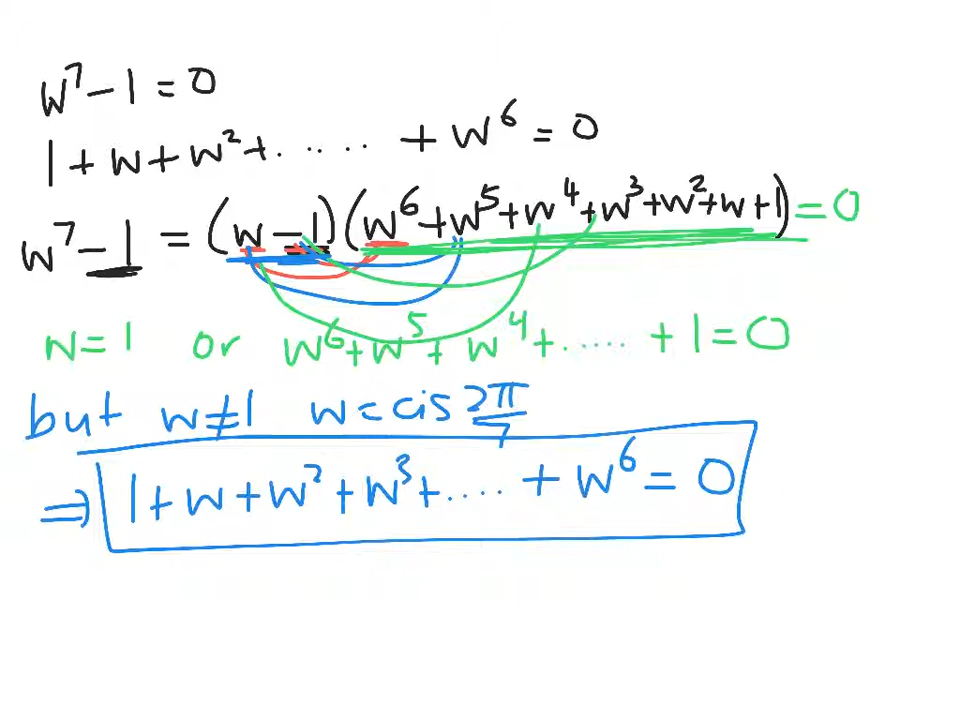 w⁷ - 1 = 0
1 + w + w² + ..... + w⁶ = 0
w⁷ - 1 = (w - 1)(w⁶ + w⁵ + w⁴ + w³ + w² + w + 1) = 0
w = 1 or w⁶ + w⁵ + w⁴ + ..... + 1 = 0
but w ≠ 1 w = cis 2π/7
⇒ 1 + w + w² + w³ + .... + w⁶ = 0